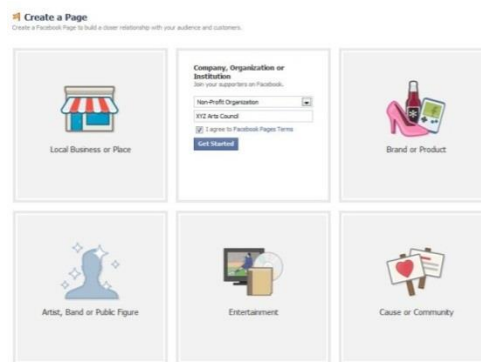 Create a Page
Create a Facebook Page to build a closer relationship with your audience and customers.
Local Business or Place
Company, Organization or
Institution
Join your supporters on Facebook.
Non-Profit Organization
XYZ Arts Council
I agree to Facebook Pages Terms
Get Started
Brand or Product
Artist, Band or Public Figure
Entertainment
Cause or Community